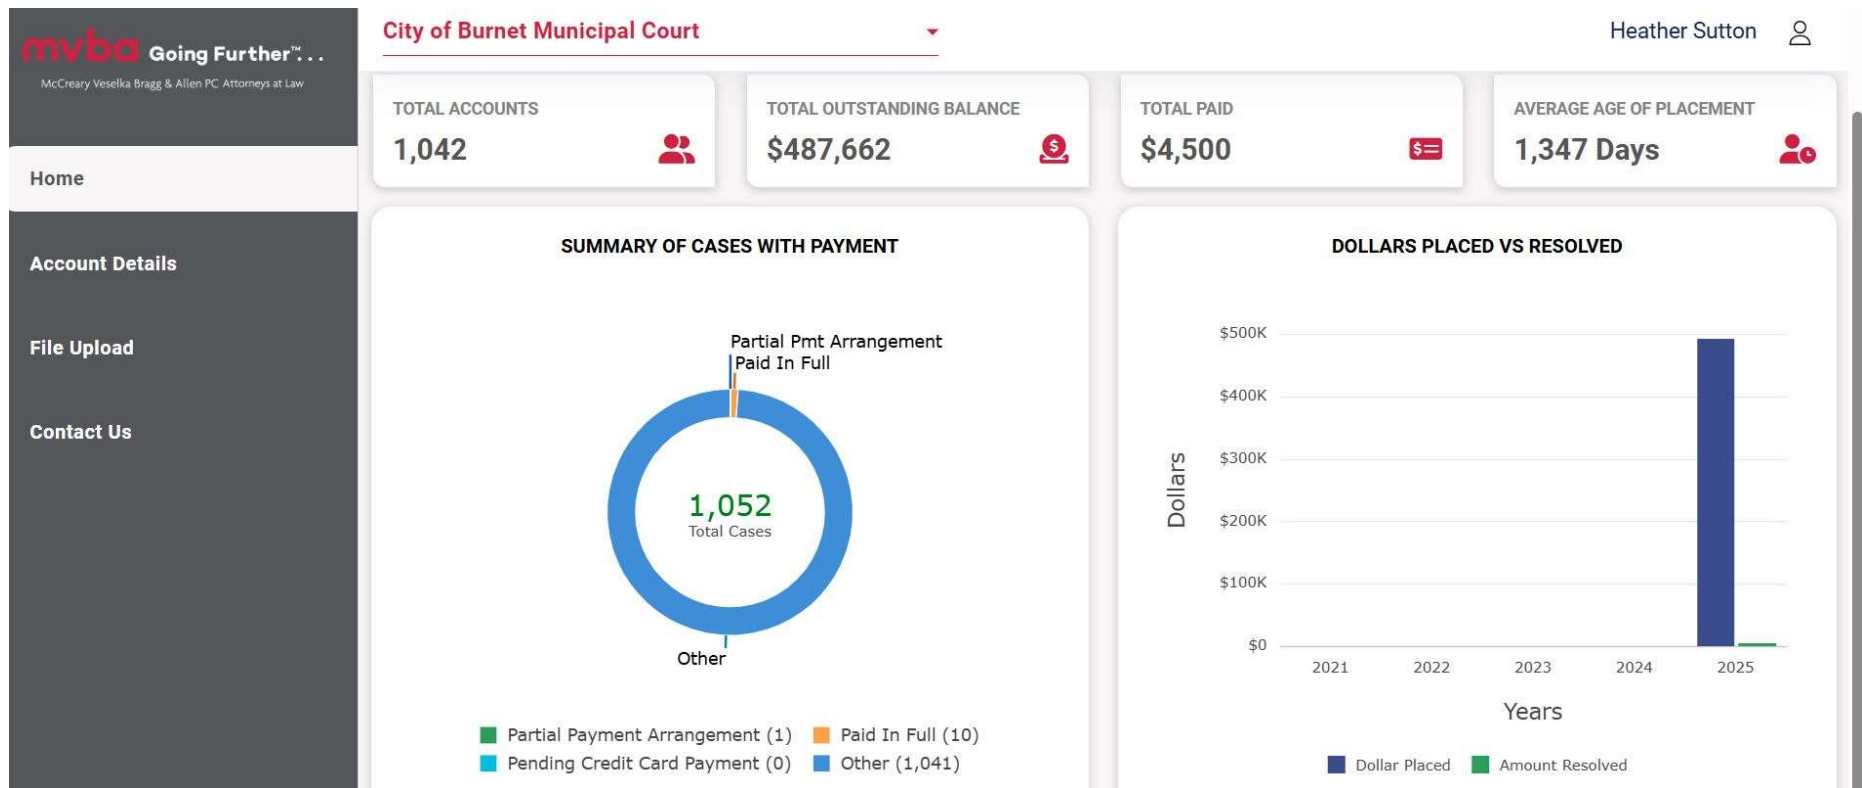 mvba Going Further™...
McCreary Veselka Bragg & Allen PC Attorneys at Law
Home
Account Details
File Upload
Contact Us
City of Burnet Municipal Court
Heather Sutton
TOTAL ACCOUNTS
1,042
TOTAL OUTSTANDING BALANCE
$487,662
TOTAL PAID
$4,500
AVERAGE AGE OF PLACEMENT
1,347 Days
SUMMARY OF CASES WITH PAYMENT
Partial Pmt Arrangement
Paid In Full
1,052
Total Cases
Other
Partial Payment Arrangement (1)
Paid In Full (10)
Pending Credit Card Payment (0)
Other (1,041)
DOLLARS PLACED VS RESOLVED
$500K
$400K
$300K
$200K
$100K
$0
Dollars
2021 2022 2023 2024 2025
Years
Dollar Placed
Amount Resolved